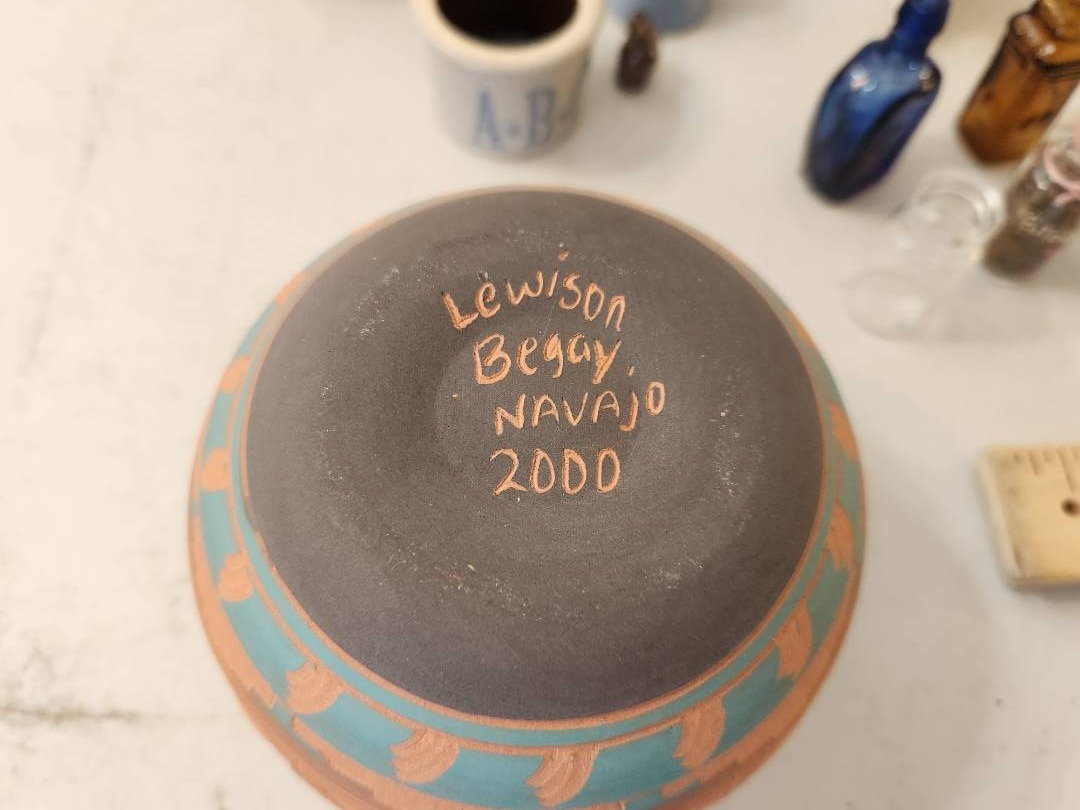 A-B-
Lewison
Begay.
NAVAJO
2000